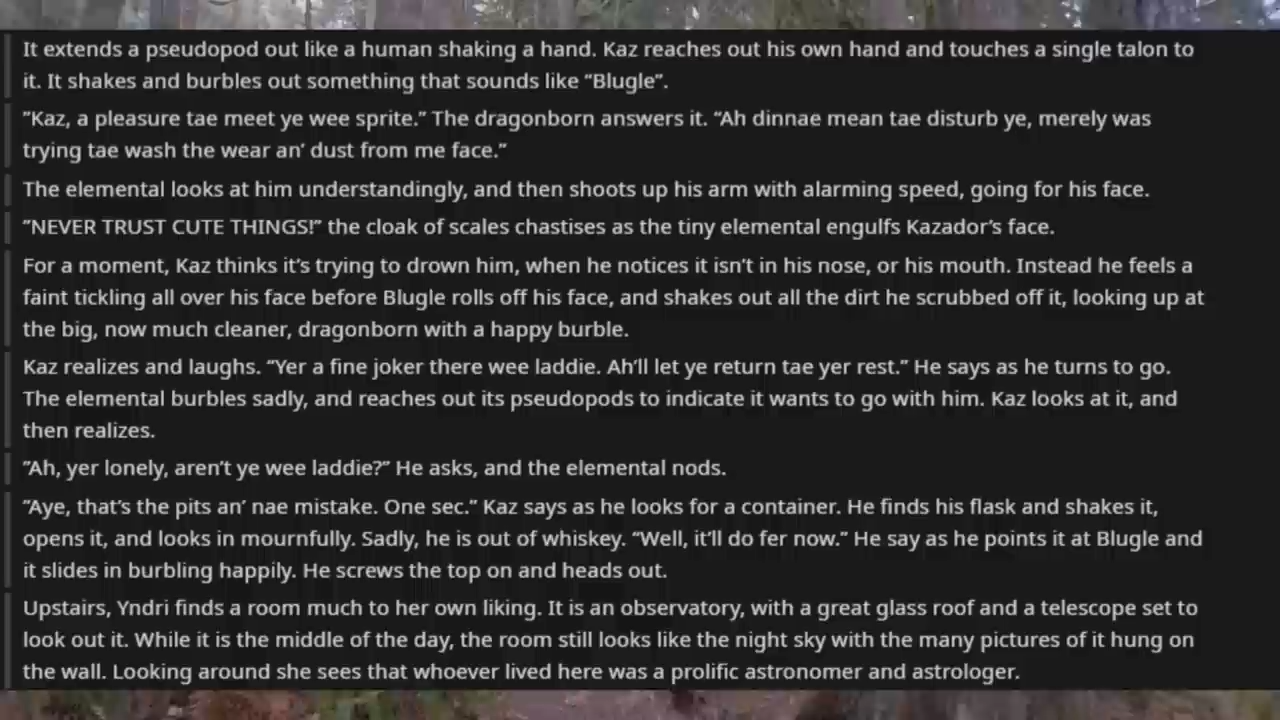 It extends a pseudopod out like a human shaking a hand. Kaz reaches out his own hand and touches a single talon to
it. It shakes and burbles out something that sounds like “Blugle”.
“Kaz, a pleasure tae meet ye wee sprite.” The dragonborn answers it. “Ah dinnae mean tae disturb ye, merely was
trying tae wash the wear an’ dust from me face.”
The elemental looks at him understandingly, and then shoots up his arm with alarming speed, going for his face.
“NEVER TRUST CUTE THINGS!” the cloak of scales chastises as the tiny elemental engulfs Kazador’s face.
For a moment, Kaz thinks it’s trying to drown him, when he notices it isn’t in his nose, or his mouth. Instead he feels a
faint tickling all over his face before Blugle rolls off his face, and shakes out all the dirt he scrubbed off it, looking up at
the big, now much cleaner, dragonborn with a happy burble.
Kaz realizes and laughs. “Yer a fine joker there wee laddie. Ah’ll let ye return tae yer rest.” He says as he turns to go.
The elemental burbles sadly, and reaches out its pseudopods to indicate it wants to go with him. Kaz looks at it, and
then realizes.
“Ah, yer lonely, aren’t ye wee laddie?” He asks, and the elemental nods.
“Aye, that’s the pits an’ nae mistake. One sec.” Kaz says as he looks for a container. He finds his flask and shakes it,
opens it, and looks in mournfully. Sadly, he is out of whiskey. “Well, it’ll do fer now.” He say as he points it at Blugle and
it slides in burbling happily. He screws the top on and heads out.
Upstairs, Yndri finds a room much to her own liking. It is an observatory, with a great glass roof and a telescope set to
look out it. While it is the middle of the day, the room still looks like the night sky with the many pictures of it hung on
the wall. Looking around she sees that whoever lived here was a prolific astronomer and astrologer.